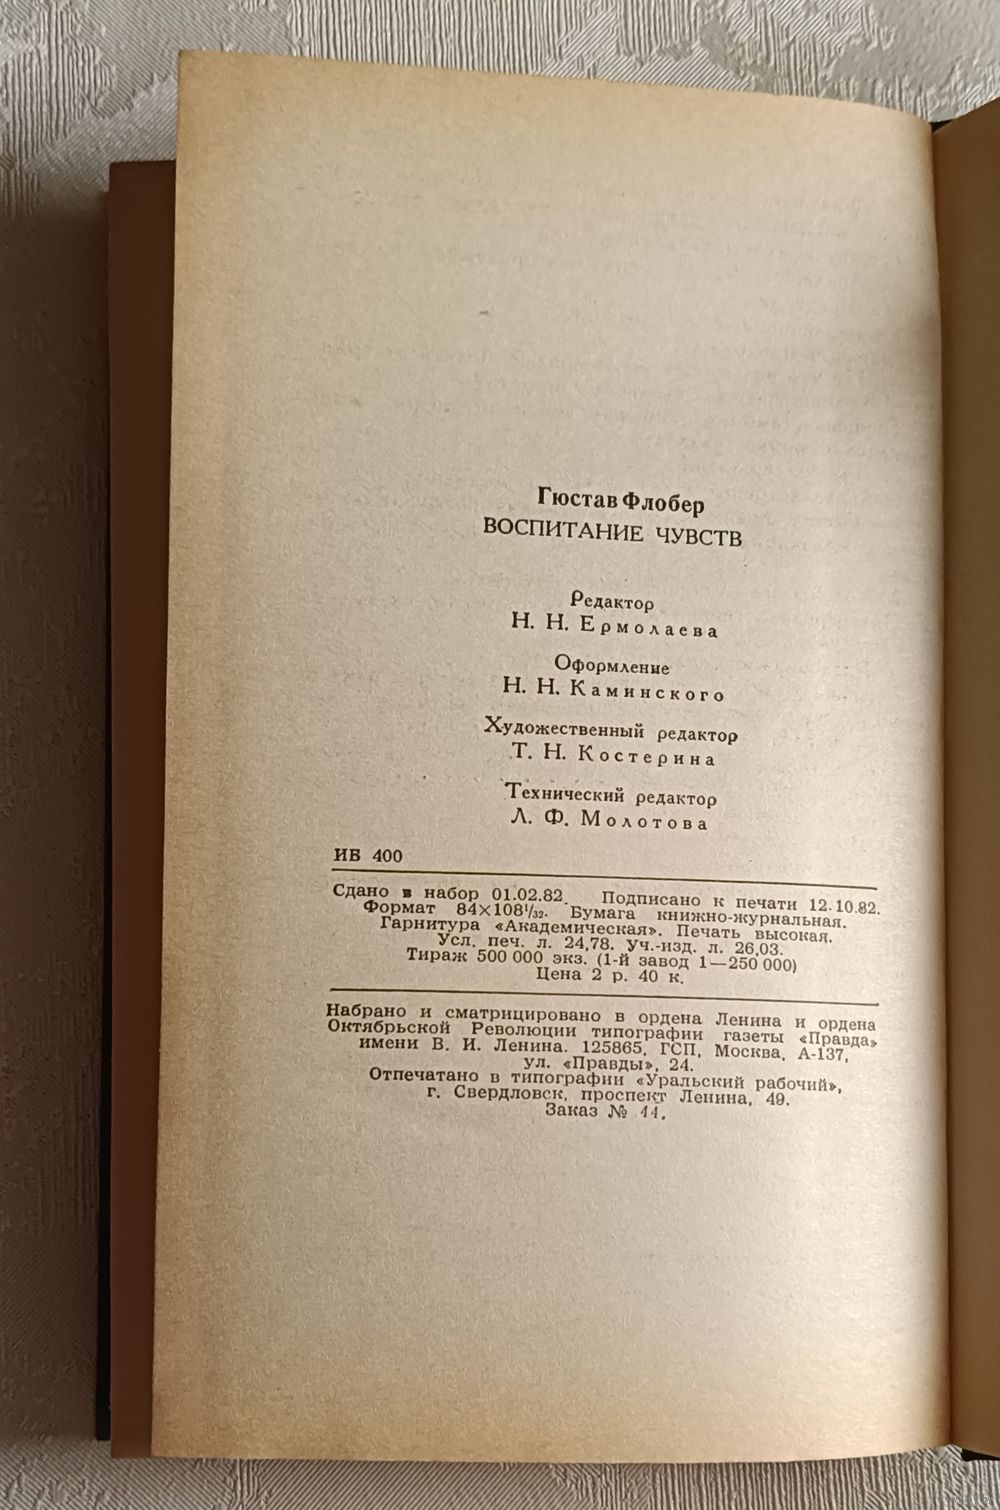 Гюстав Флобер
ВОСПИТАНИЕ ЧУВСТВ
Редактор
Н. Н. Ермолаева
Оформление
Н. Н. Каминского
Художественный редактор
Т. Н. Костерина
Технический редактор
Л. Ф. Молотова
ИБ 400
Сдано в набор 01.02.82. Подписано к печати 12.10.82.
Формат 84×108¹/₃₂. Бумага книжно-журнальная.
Гарнитура «Академическая». Печать высокая.
Усл. печ. л. 24,78. Уч.-изд. л. 26,03.
Тираж 500 000 экз. (1-й завод 1—250 000)
Цена 2 р. 40 к.
Набрано и сматрицировано в ордена Ленина и ордена
Октябрьской Революции типографии газеты «Правда»
имени В. И. Ленина. 125865, ГСП, Москва, А-137,
ул. «Правды», 24.
Отпечатано в типографии «Уральский рабочий»,
г. Свердловск, проспект Ленина, 49.
Заказ № 44.